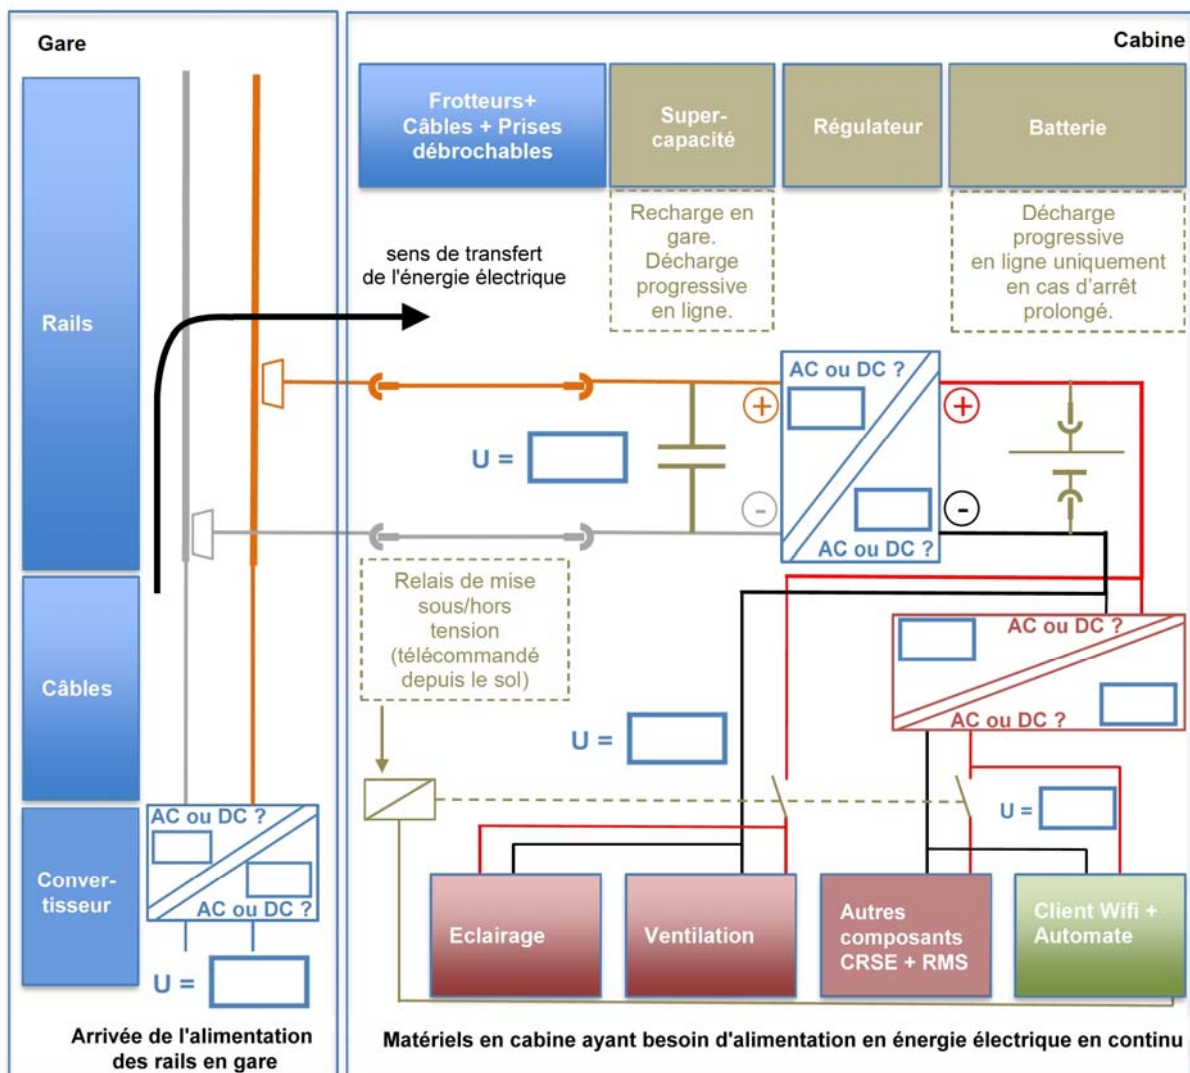 Gare
Cabine
Frotteurs+
Câbles + Prises
débrochables
Super-
capacité
Régulateur
Batterie
Recharge en
gare.
Décharge
progressive
en ligne.
Décharge
progressive
en ligne uniquement
en cas d'arrêt
prolongé.
sens de transfert
de l'énergie électrique
Rails
AC ou DC ?
+
+
U =
-
-
AC ou DC ?
Relais de mise
sous/hors
tension
(télécommandé
depuis le sol)
AC ou DC ?
Câbles
AC ou DC ?
U =
AC ou DC ?
U =
Conver-
tisseur
AC ou DC ?
Eclairage
Ventilation
Autres
composants
CRSE + RMS
Client Wifi +
Automate
U =
Arrivée de l'alimentation
des rails en gare
Matériels en cabine ayant besoin d'alimentation en énergie électrique en continu